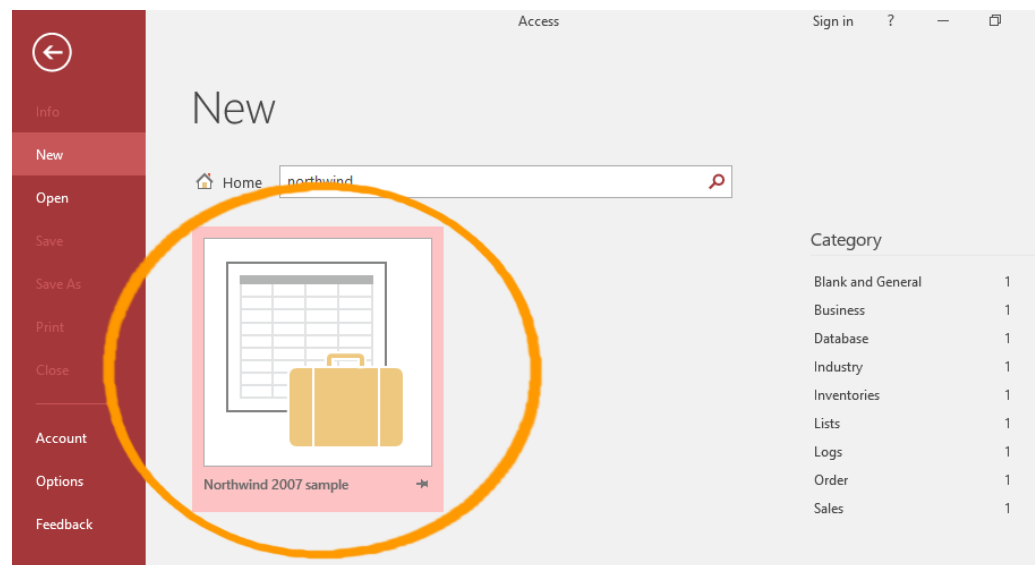 Access
Sign in ?
Info
New
Open
Save
Save As
Print
Close
Account
Options
Feedback
New
Home
northwind
Northwind 2007 sample
Category
Blank and General 1
Business 1
Database 1
Industry 1
Inventories 1
Lists 1
Logs 1
Order 1
Sales 1